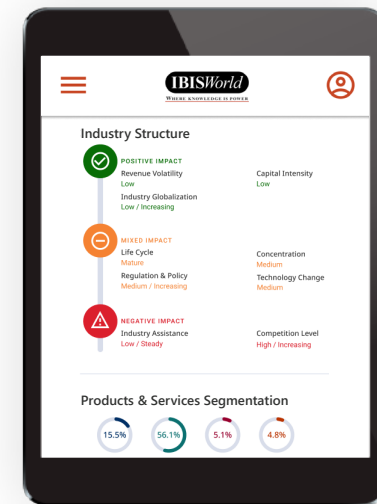 IBISWorld
WHERE KNOWLEDGE IS POWER
Industry Structure
POSITIVE IMPACT
Revenue Volatility
Low
Capital Intensity
Low
Industry Globalization
Low / Increasing
MIXED IMPACT
Life Cycle
Mature
Concentration
Medium
Regulation & Policy
Medium / Increasing
Technology Change
Medium
NEGATIVE IMPACT
Industry Assistance
Low / Steady
Competition Level
High / Increasing
Products & Services Segmentation
15.5% 56.1% 5.1% 4.8%